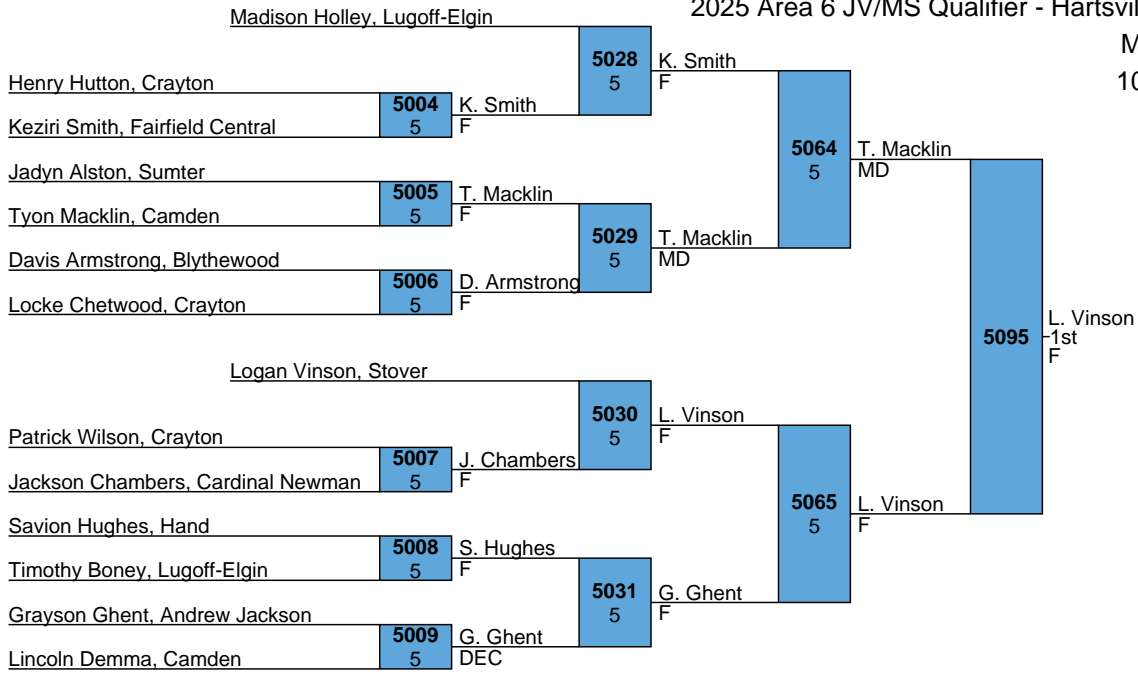 2025 Area 6 JV/MS Qualifier - Hartsvil
M
10
Madison Holley, Lugoff-Elgin
5028
5
K. Smith
F
Henry Hutton, Crayton
5004
5
K. Smith
F
Keziri Smith, Fairfield Central
5064
5
T. Macklin
MD
Jadyn Alston, Sumter
5005
5
T. Macklin
F
Tyon Macklin, Camden
5029
5
T. Macklin
MD
Davis Armstrong, Blythewood
5006
5
D. Armstrong
F
Locke Chetwood, Crayton
5095
L. Vinson
1st
F
Logan Vinson, Stover
5030
5
L. Vinson
F
Patrick Wilson, Crayton
5007
5
J. Chambers
F
Jackson Chambers, Cardinal Newman
5065
5
L. Vinson
F
Savion Hughes, Hand
5008
5
S. Hughes
F
Timothy Boney, Lugoff-Elgin
5031
5
G. Ghent
F
Grayson Ghent, Andrew Jackson
5009
5
G. Ghent
DEC
Lincoln Demma, Camden